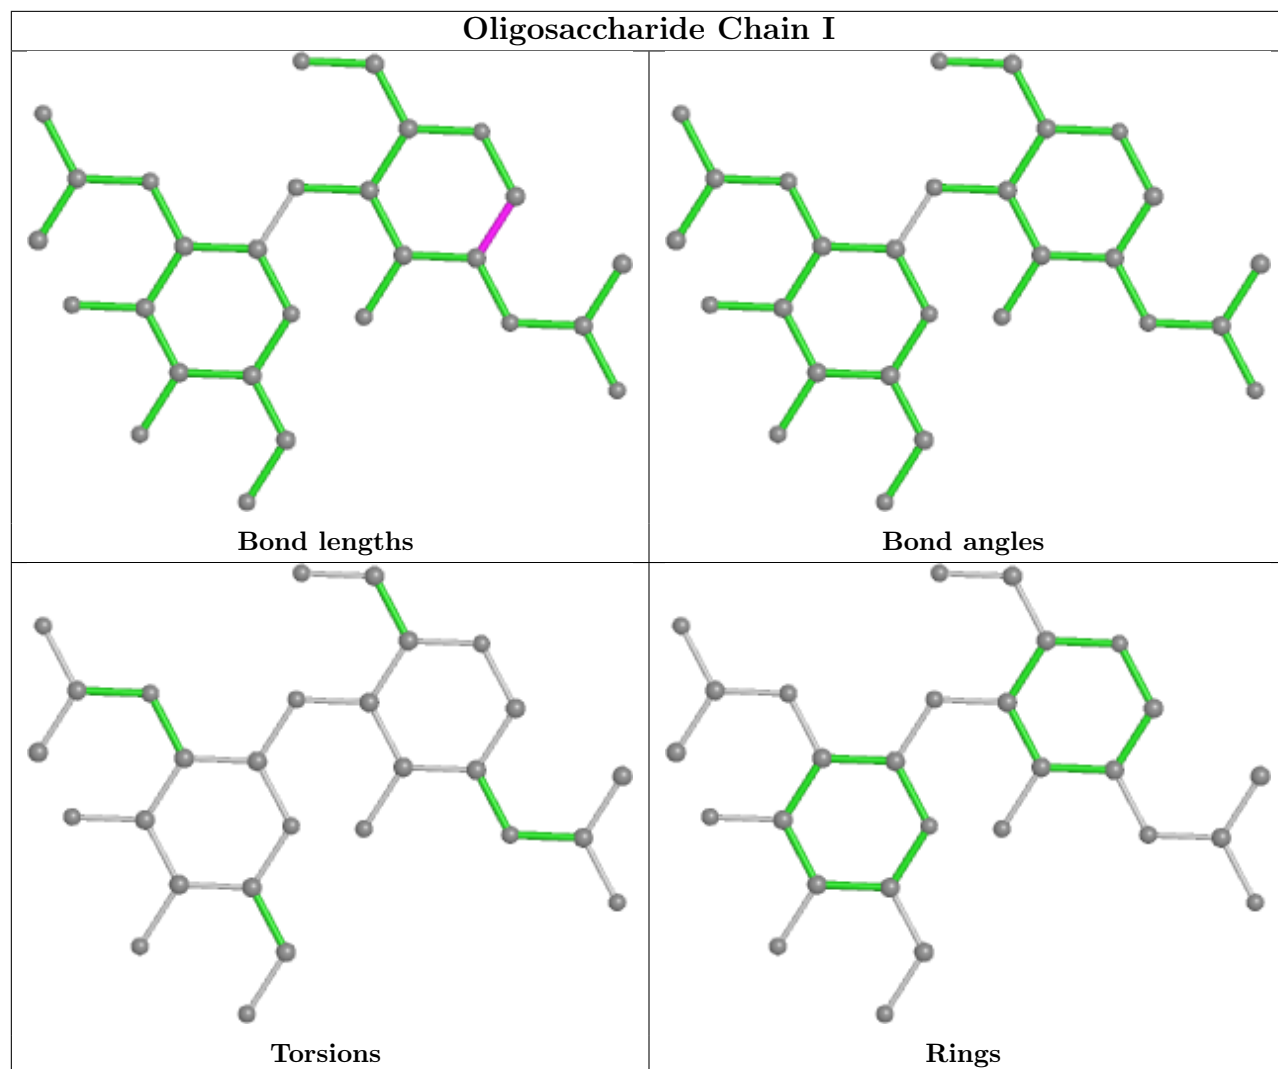 Oligosaccharide Chain I
Bond lengths
Bond angles
Torsions
Rings